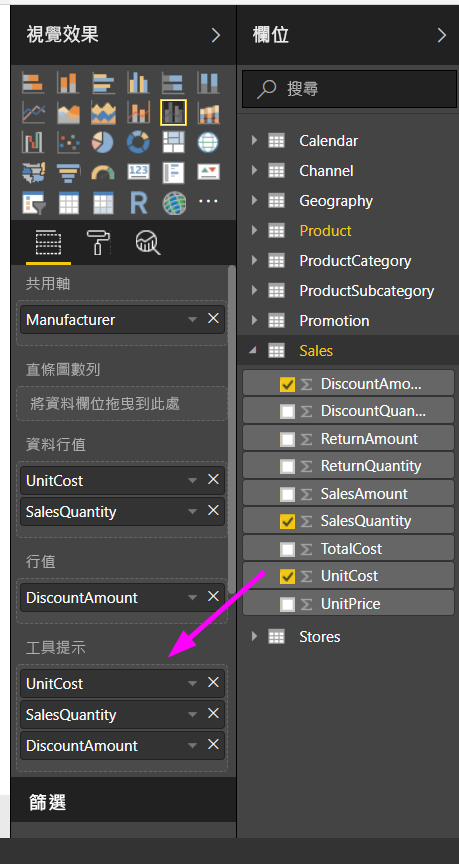 視覺效果
共用軸
Manufacturer
直條圖數列
將資料欄位拖曳到此處
資料行值
UnitCost
SalesQuantity
行值
DiscountAmount
工具提示
UnitCost
SalesQuantity
DiscountAmount
篩選
欄位
搜尋
Calendar
Channel
Geography
Product
ProductCategory
ProductSubcategory
Promotion
Sales
DiscountAmo...
DiscountQuan...
ReturnAmount
ReturnQuantity
SalesAmount
SalesQuantity
TotalCost
UnitCost
UnitPrice
Stores
123
R